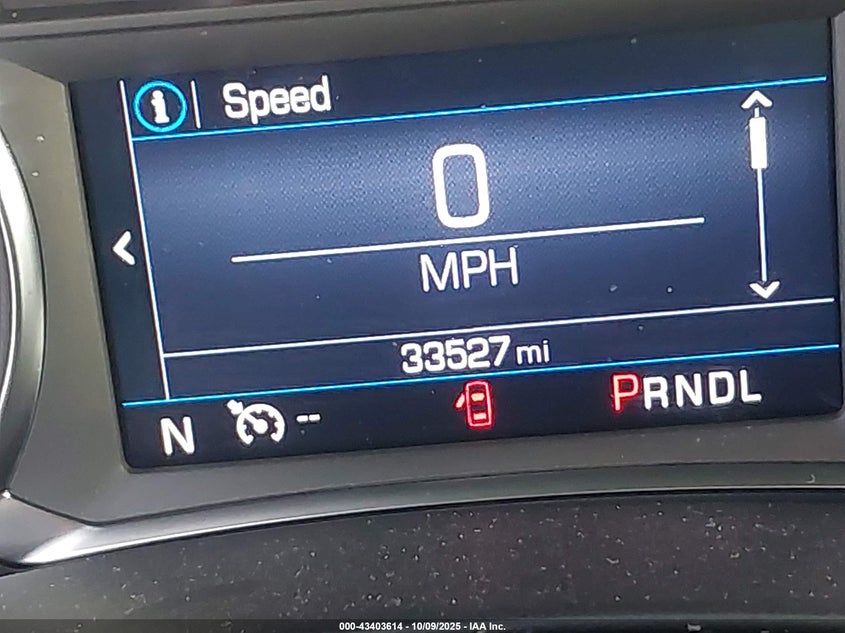 i Speed
0
MPH
33527 mi
N -- PRNDL
000-43403614 - 10/09/2025 - IAA Inc.